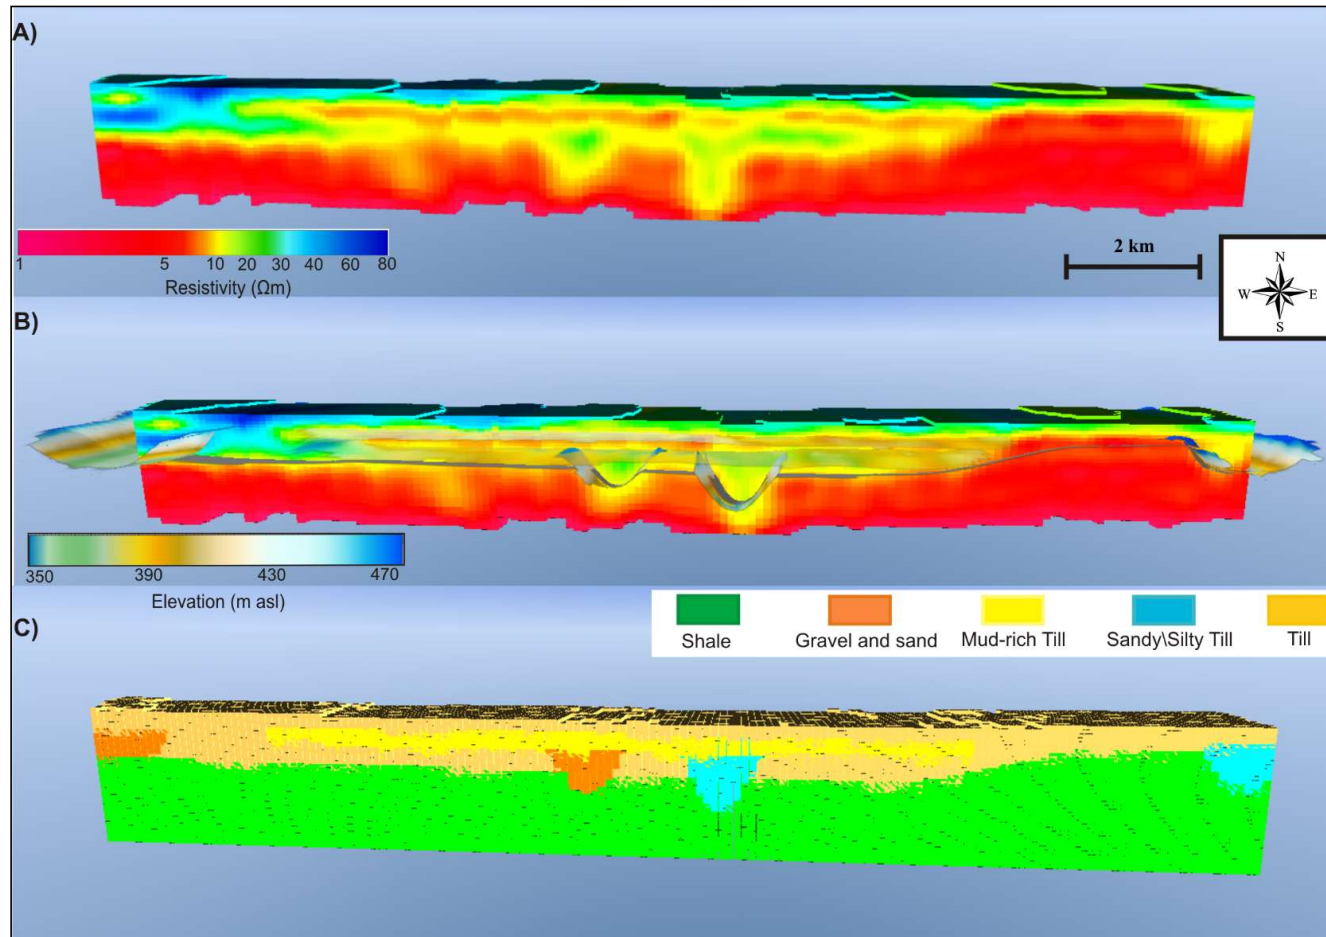 A)
1 5 10 20 30 40 60 80
Resistivity (Ωm)
2 km
N
W E
S
B)
350 390 430 470
Elevation (m asl)
Shale Gravel and sand Mud-rich Till Sandy\Silty Till Till
C)